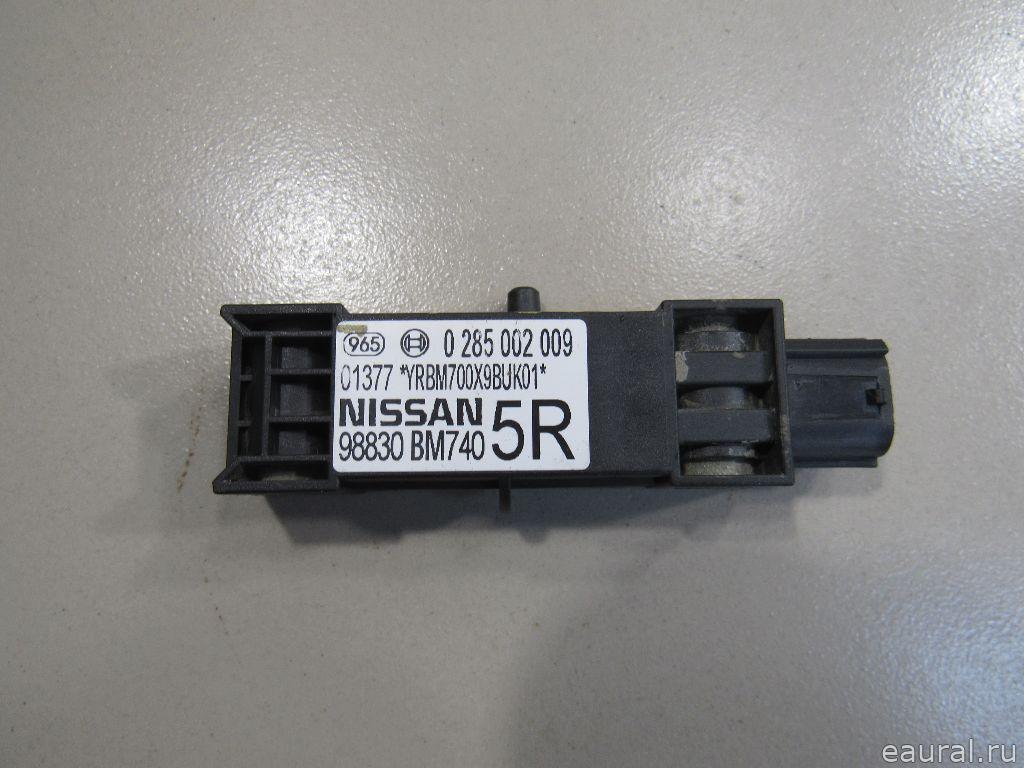 965 0 285 002 009
01377 *YRBM700X9BUK01*
NISSAN
98830 BM740 5R
eaural.ru